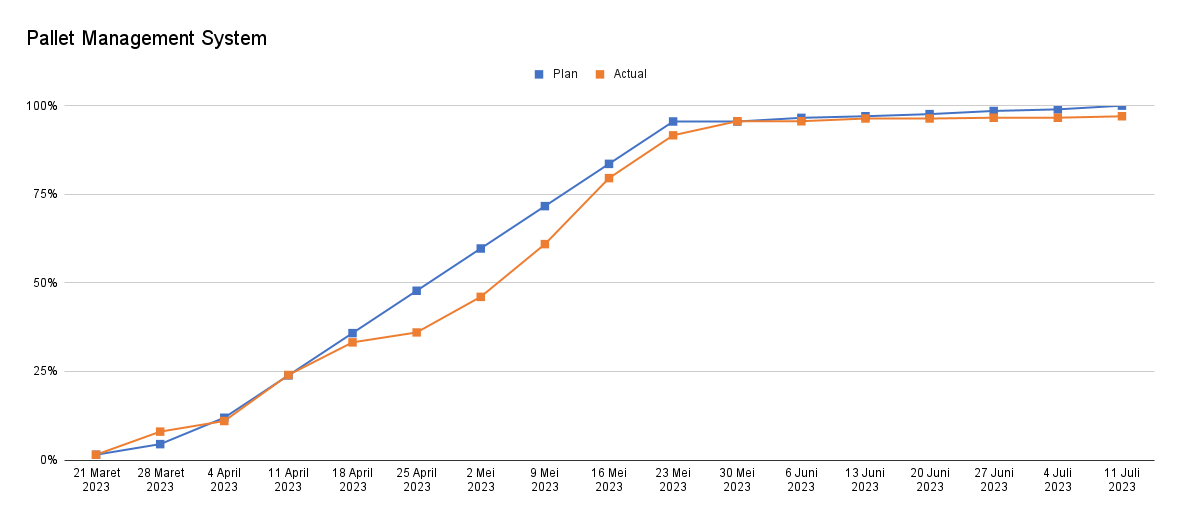 Pallet Management System
Plan
Actual
100%
75%
50%
25%
0%
21 Maret 2023
28 Maret 2023
4 April 2023
11 April 2023
18 April 2023
25 April 2023
2 Mei 2023
9 Mei 2023
16 Mei 2023
23 Mei 2023
30 Mei 2023
6 Juni 2023
13 Juni 2023
20 Juni 2023
27 Juni 2023
4 Juli 2023
11 Juli 2023